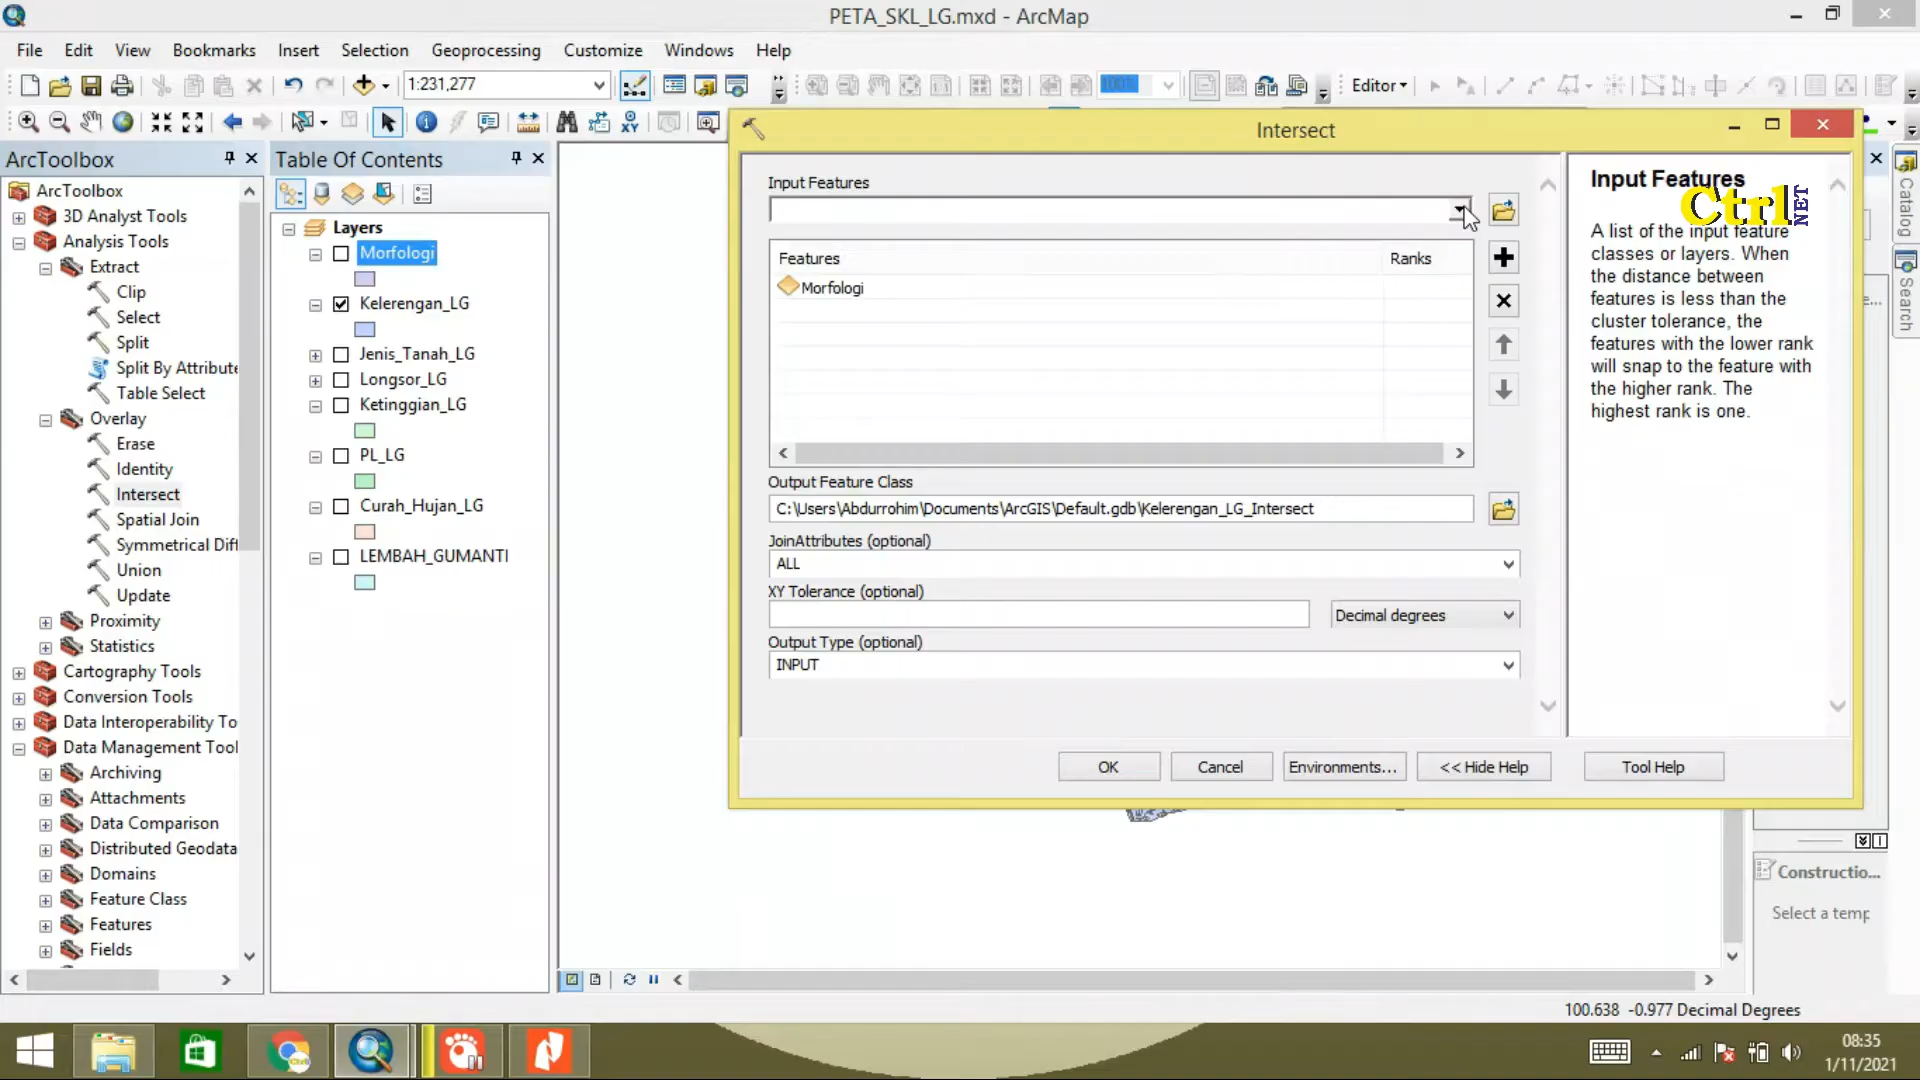 PETA_SKL_LG.mxd - ArcMap
File Edit View Bookmarks Insert Selection Geoprocessing Customize Windows Help
1:231,277
100%
Editor
Intersect
ArcToolbox
ArcToolbox
3D Analyst Tools
Analysis Tools
Extract
Clip
Select
Split
Split By Attribute
Table Select
Overlay
Erase
Identity
Intersect
Spatial Join
Symmetrical Diff
Union
Update
Proximity
Statistics
Cartography Tools
Conversion Tools
Data Interoperability To
Data Management Tool
Archiving
Attachments
Data Comparison
Distributed Geodata
Domains
Feature Class
Features
Fields
Table Of Contents
Layers
Morfologi
Kelerengan_LG
Jenis_Tanah_LG
Longsor_LG
Ketinggian_LG
PL_LG
Curah_Hujan_LG
LEMBAH_GUMANTI
Input Features
Features Ranks
Morfologi
Output Feature Class
C:\Users\Abdurrohim\Documents\ArcGIS\Default.gdb\Kelerengan_LG_Intersect
JoinAttributes (optional)
ALL
XY Tolerance (optional)
Decimal degrees
Output Type (optional)
INPUT
OK Cancel Environments... << Hide Help Tool Help
Input Features
Ctrl NET
A list of the input feature
classes or layers. When
the distance between
features is less than the
cluster tolerance, the
features with the lower rank
will snap to the feature with
the higher rank. The
highest rank is one.
Catalog
Search
e...
Constructio...
Select a temp
100.638 -0.977 Decimal Degrees
08:35
1/11/2021